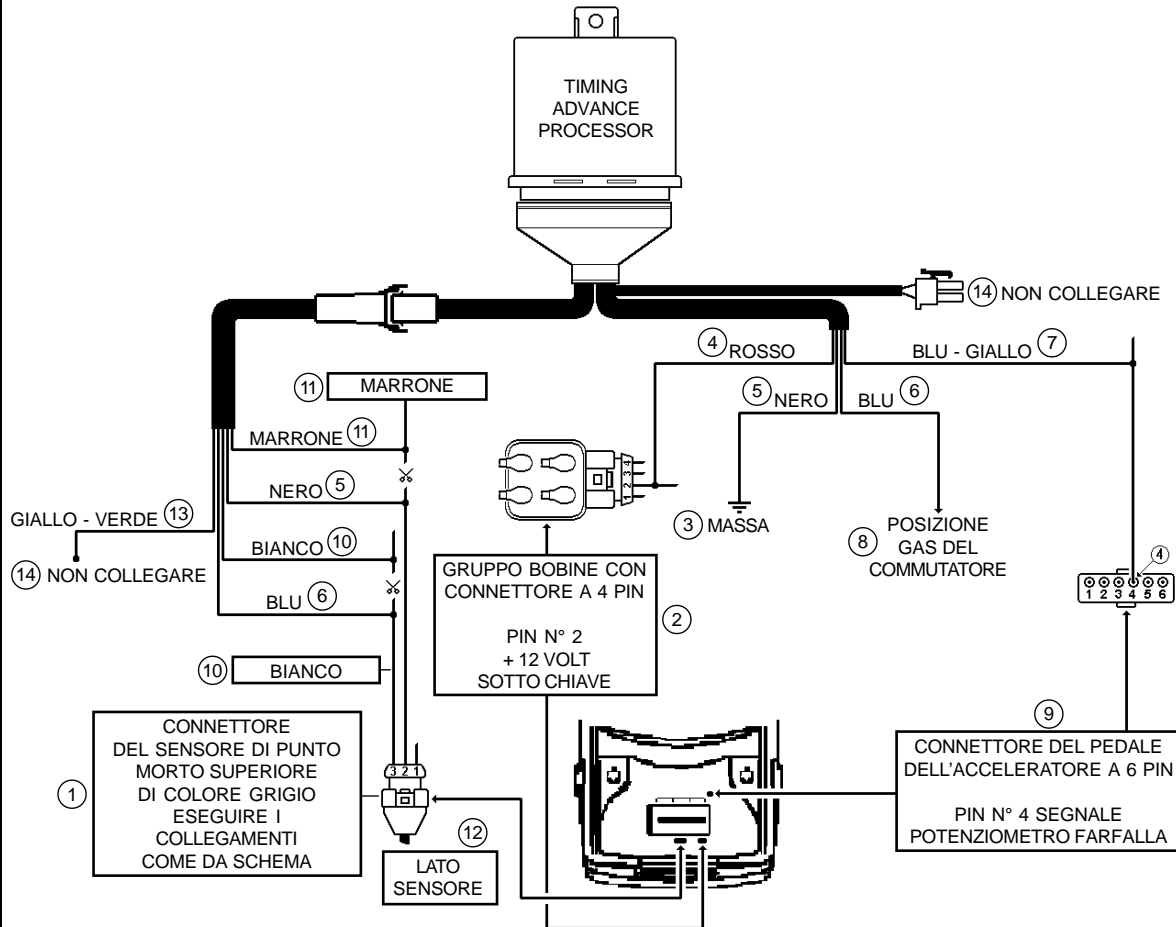 TIMING
ADVANCE
PROCESSOR
14 NON COLLEGARE
4 ROSSO
BLU - GIALLO 7
11 MARRONE
5 NERO
BLU 6
MARRONE 11
4
3
2
1
NERO 5
GIALLO - VERDE 13
3 MASSA
8 POSIZIONE
GAS DEL
COMMUTATORE
BIANCO 10
14 NON COLLEGARE
4
1 2 3 4 5 6
GRUPPO BOBINE CON
CONNETTORE A 4 PIN
PIN N° 2
+ 12 VOLT
SOTTO CHIAVE
2
BLU 6
10 BIANCO
9
CONNETTORE DEL PEDALE
DELL'ACCELERATORE A 6 PIN
PIN N° 4 SEGNALE
POTENZIOMETRO FARFALLA
1
CONNETTORE
DEL SENSORE DI PUNTO
MORTO SUPERIORE
DI COLORE GRIGIO
ESEGUIRE I
COLLEGAMENTI
COME DA SCHEMA
3 2 1
12
LATO
SENSORE